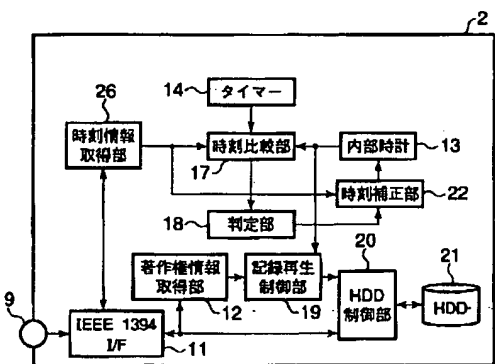 2
14
タイマー
26
時刻情報
取得部
時刻比較部
17
内部時計
13
時刻補正部
22
18
判定部
20
21
著作権情報
取得部
12
記録再生
制御部
19
HDD
制御部
HDD
9
IEEE 1394
I/F
11